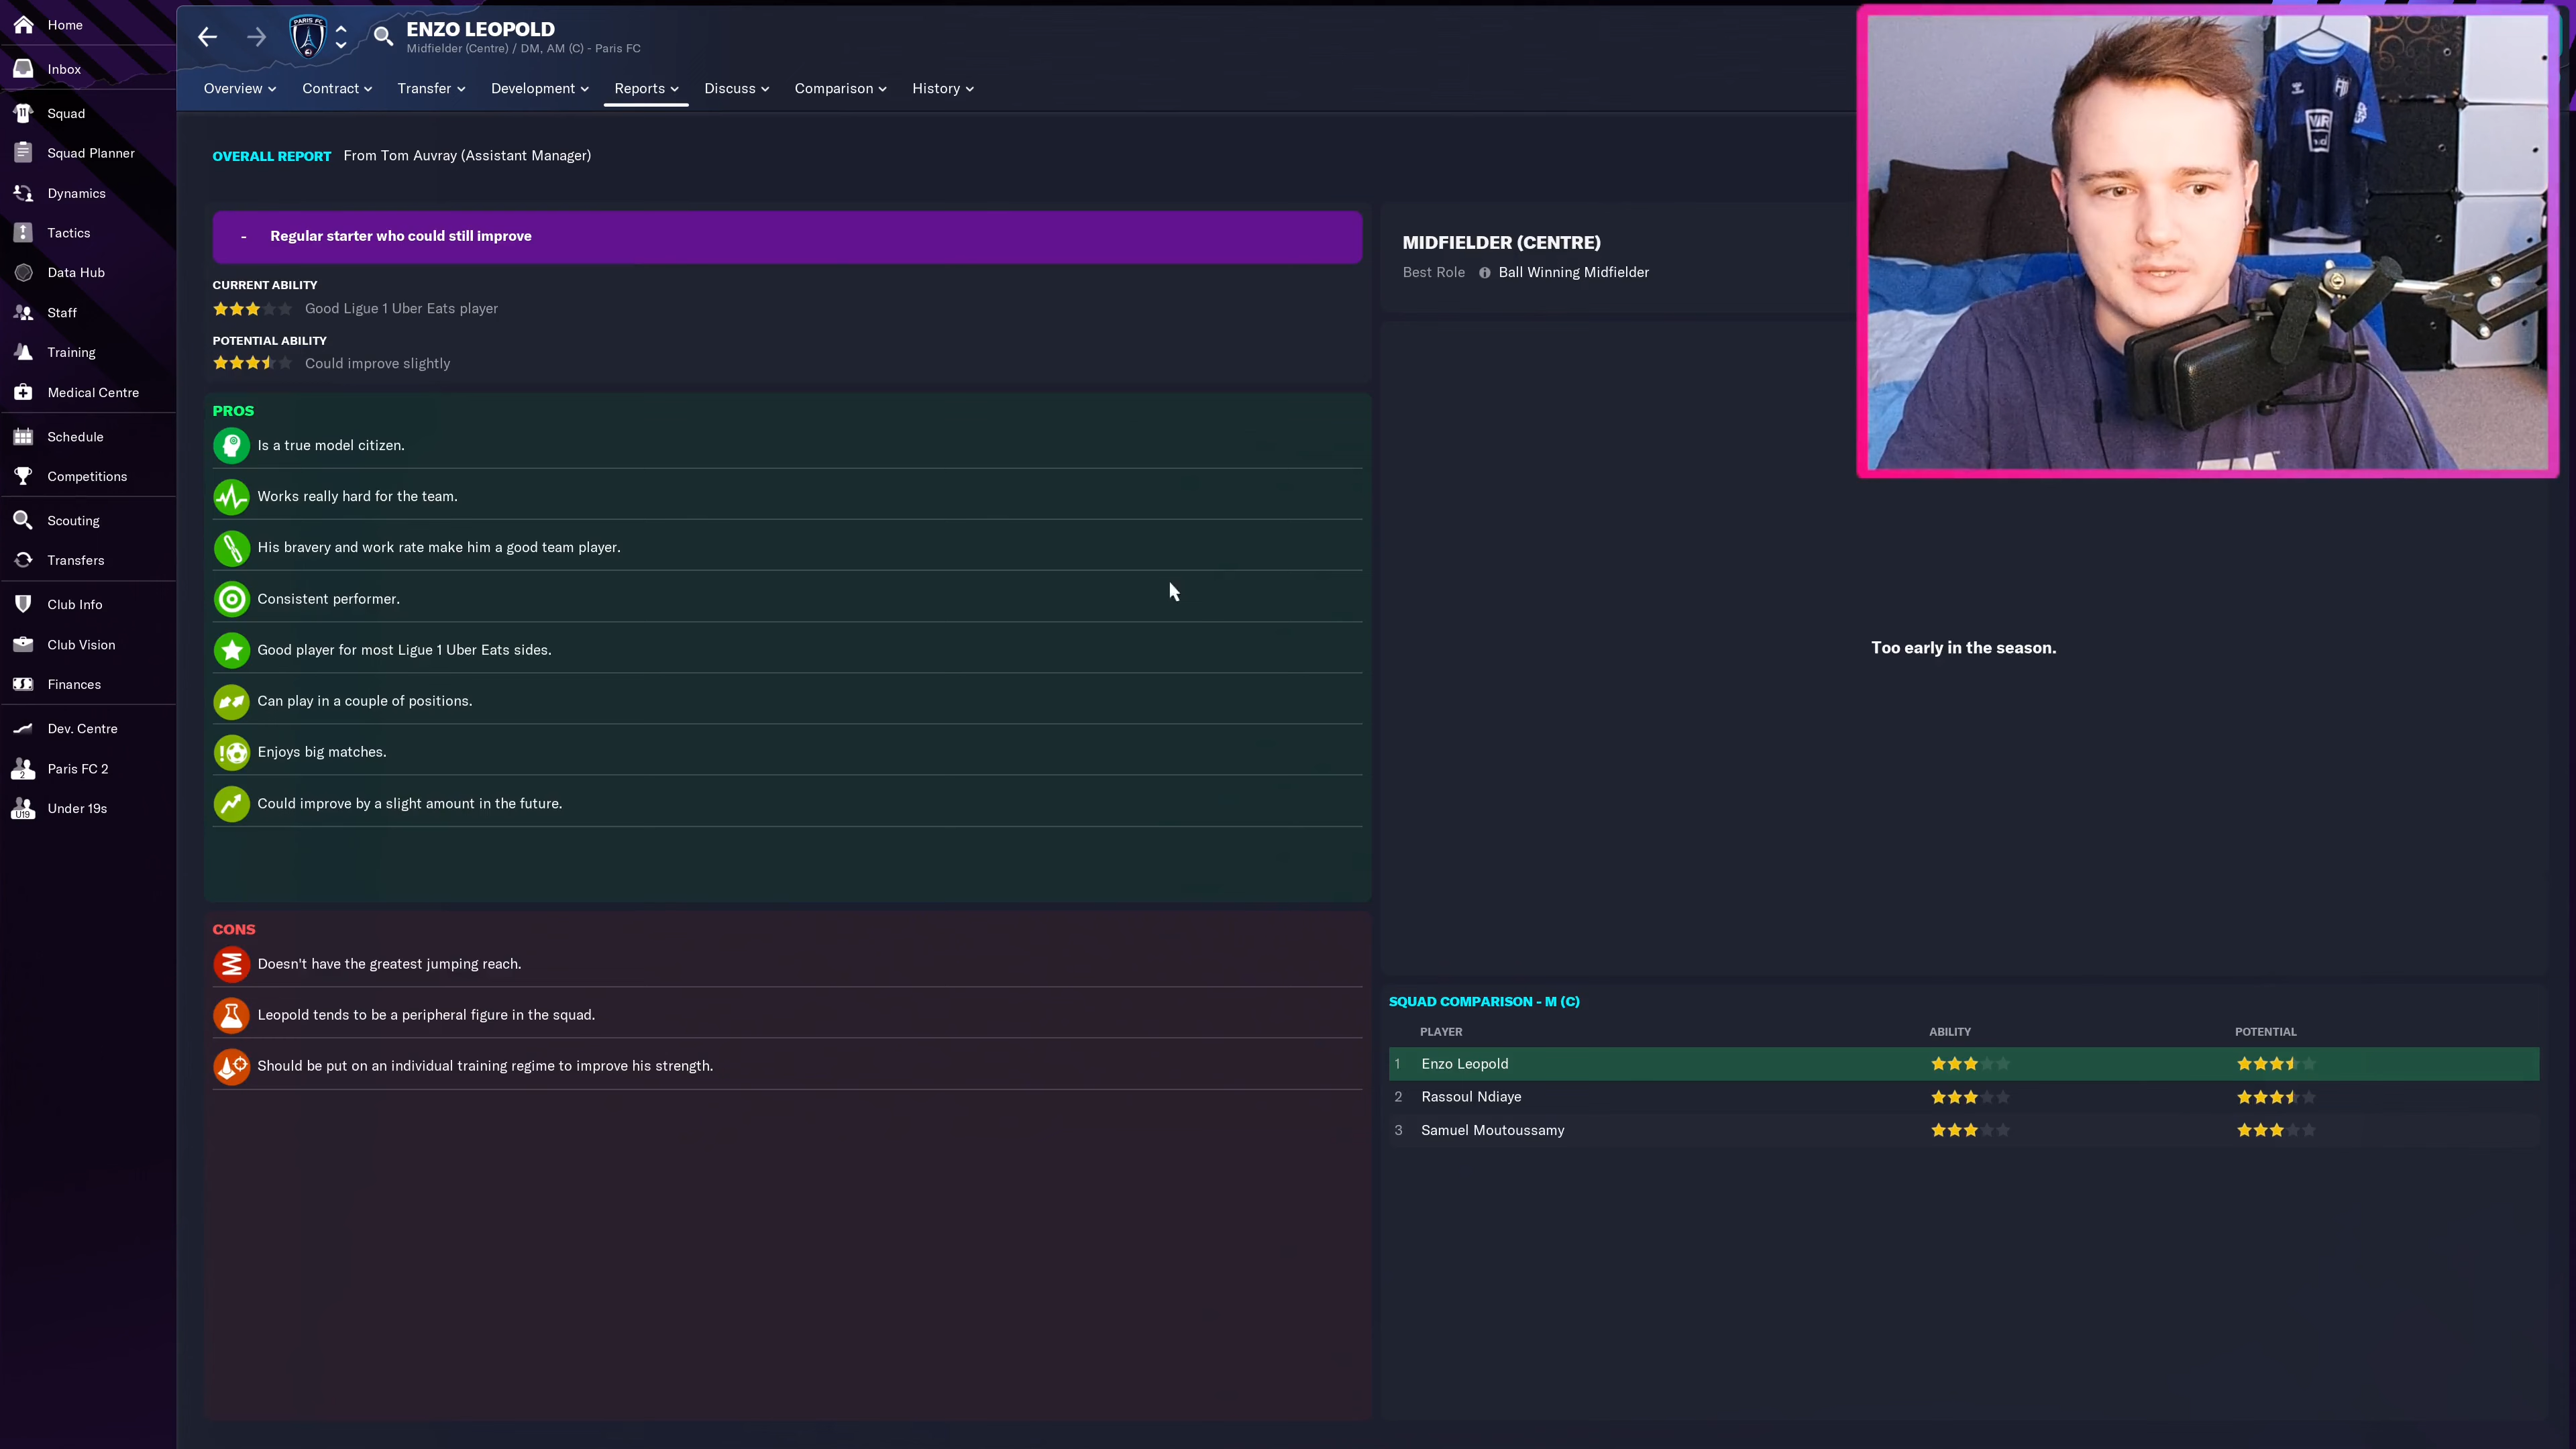 Home
Inbox
Squad
Squad Planner
Dynamics
Tactics
Data Hub
Staff
Training
Medical Centre
Schedule
Competitions
Scouting
Transfers
Club Info
Club Vision
Finances
Dev. Centre
2
Paris FC 2
U19
Under 19s
11
PARIS FC
ENZO LEOPOLD
Midfielder (Centre) / DM, AM (C) - Paris FC
Overview
Contract
Transfer
Development
Reports
Discuss
Comparison
History
OVERALL REPORT From Tom Auvray (Assistant Manager)
- Regular starter who could still improve
CURRENT ABILITY
Good Ligue 1 Uber Eats player
POTENTIAL ABILITY
Could improve slightly
PROS
Is a true model citizen.
Works really hard for the team.
His bravery and work rate make him a good team player.
Consistent performer.
Good player for most Ligue 1 Uber Eats sides.
Can play in a couple of positions.
Enjoys big matches.
Could improve by a slight amount in the future.
CONS
Doesn't have the greatest jumping reach.
Leopold tends to be a peripheral figure in the squad.
Should be put on an individual training regime to improve his strength.
MIDFIELDER (CENTRE)
Best Role Ball Winning Midfielder
Too early in the season.
SQUAD COMPARISON - M (C)
PLAYER ABILITY POTENTIAL
1 Enzo Leopold
2 Rassoul Ndiaye
3 Samuel Moutoussamy